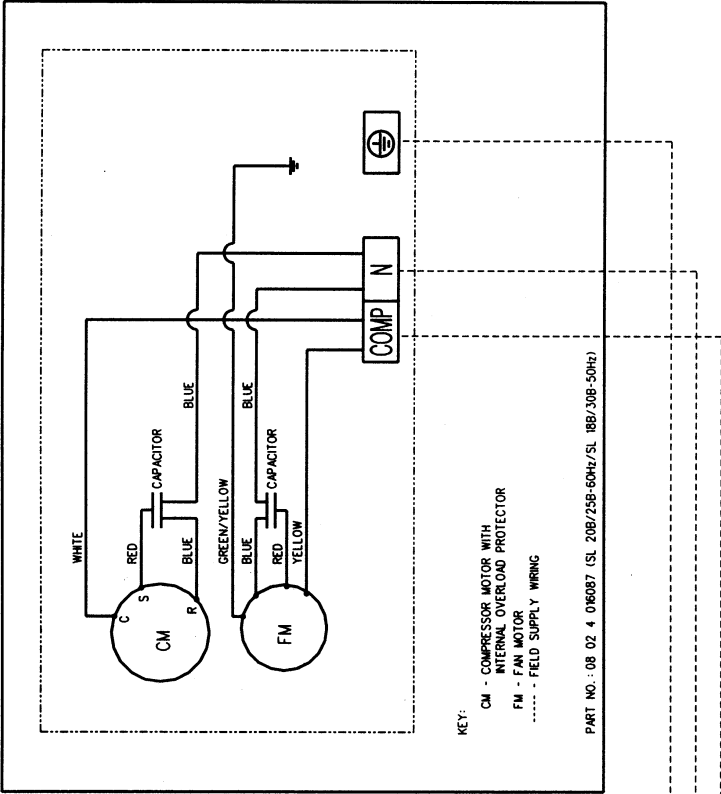 WHITE
C
S
R
CM
RED
BLUE
CAPACITOR
BLUE
GREEN/YELLOW
BLUE
RED
YELLOW
CAPACITOR
BLUE
FM
COMP
N
KEY:
CM - COMPRESSOR MOTOR WITH
INTERNAL OVERLOAD PROTECTOR
FM - FAN MOTOR
----- - FIELD SUPPLY WIRING
PART NO.: 08 02 4 016087 (SL 20B/25B-60Hz/SL 18B/30B-50Hz)